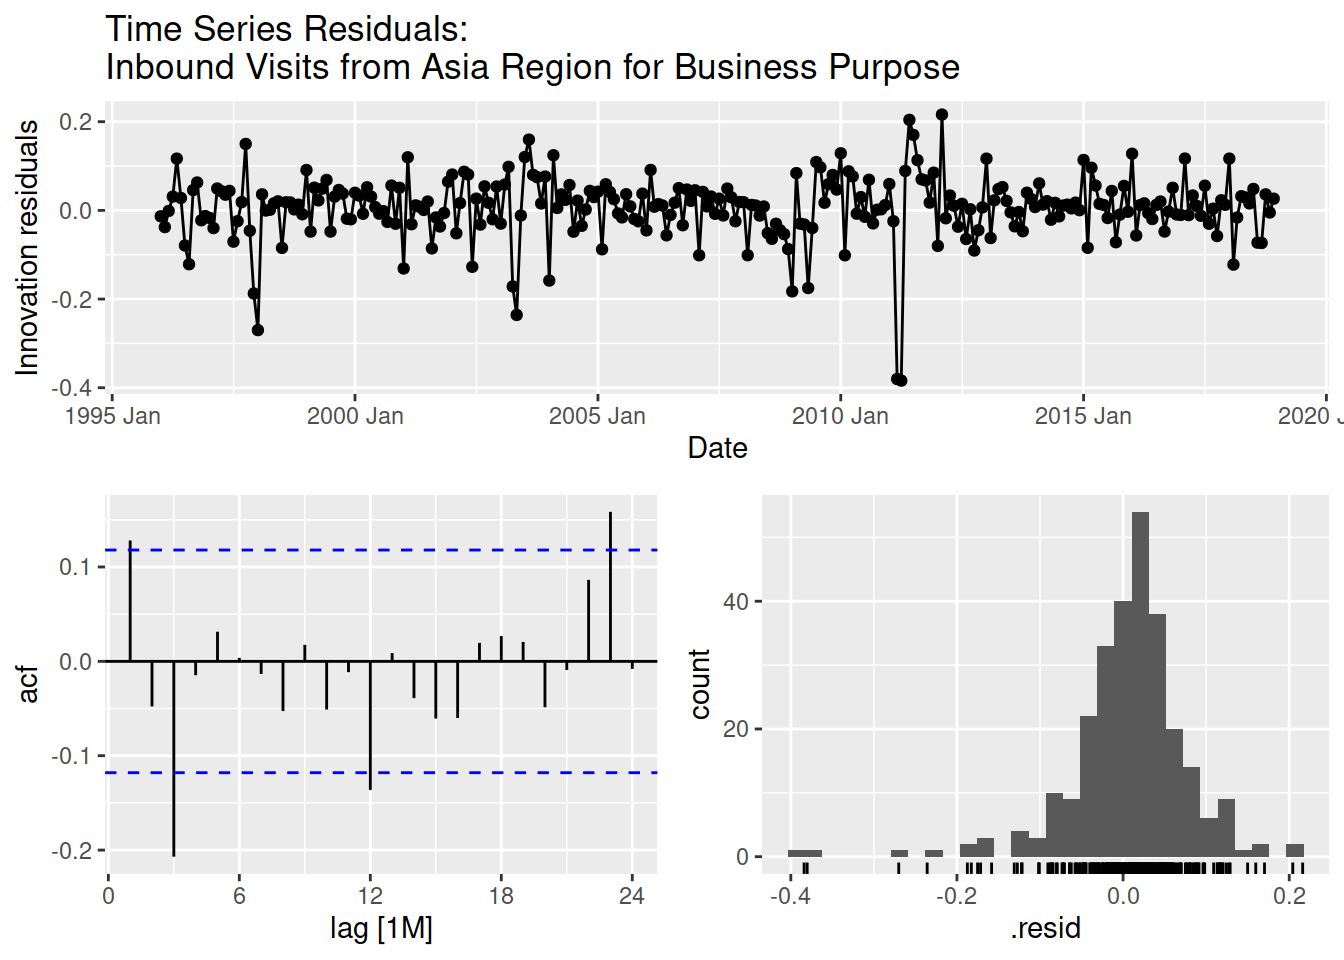 Time Series Residuals:
Inbound Visits from Asia Region for Business Purpose
Innovation residuals
0.2
0.0
-0.2
-0.4
1995 Jan 2000 Jan 2005 Jan 2010 Jan 2015 Jan 2020 J
Date
acf
0.1
0.0
-0.1
-0.2
0 6 12 18 24
lag [1M]
count
40
20
0
-0.4 -0.2 0.0 0.2
.resid